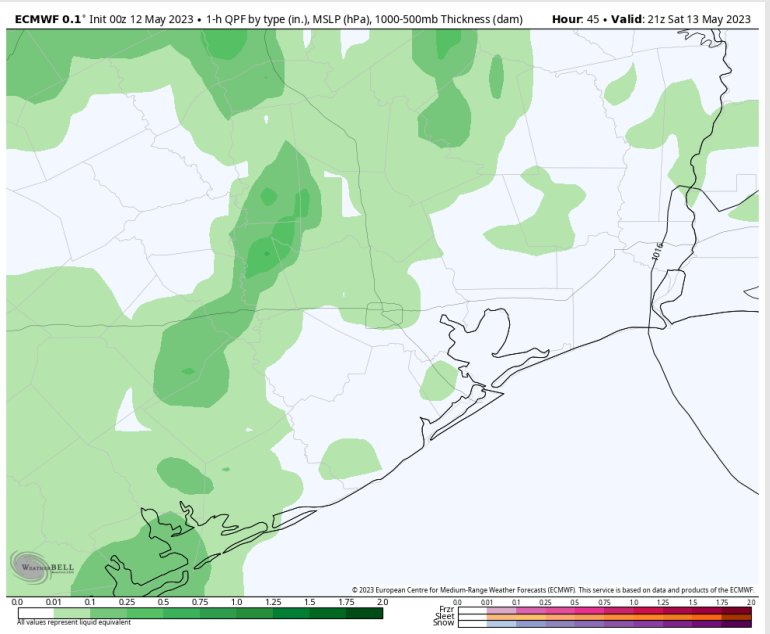 ECMWF 0.1° Init 00z 12 May 2023 • 1-h QPF by type (in.), MSLP (hPa), 1000-500mb Thickness (dam) Hour: 45 • Valid: 21z Sat 13 May 2023
1016
WEATHERBELL
© 2023 European Centre for Medium-Range Weather Forecasts (ECMWF). This service is based on data and products of the ECMWF.
0.0 0.01 0.1 0.25 0.5 0.75 1.0 1.25 1.5 1.75 2.0
All values represent liquid equivalent
0.0 0.01 0.1 0.25 0.5 0.75 1.0 1.25 1.5 1.75 2.0
Frzr
Sleet
Snow